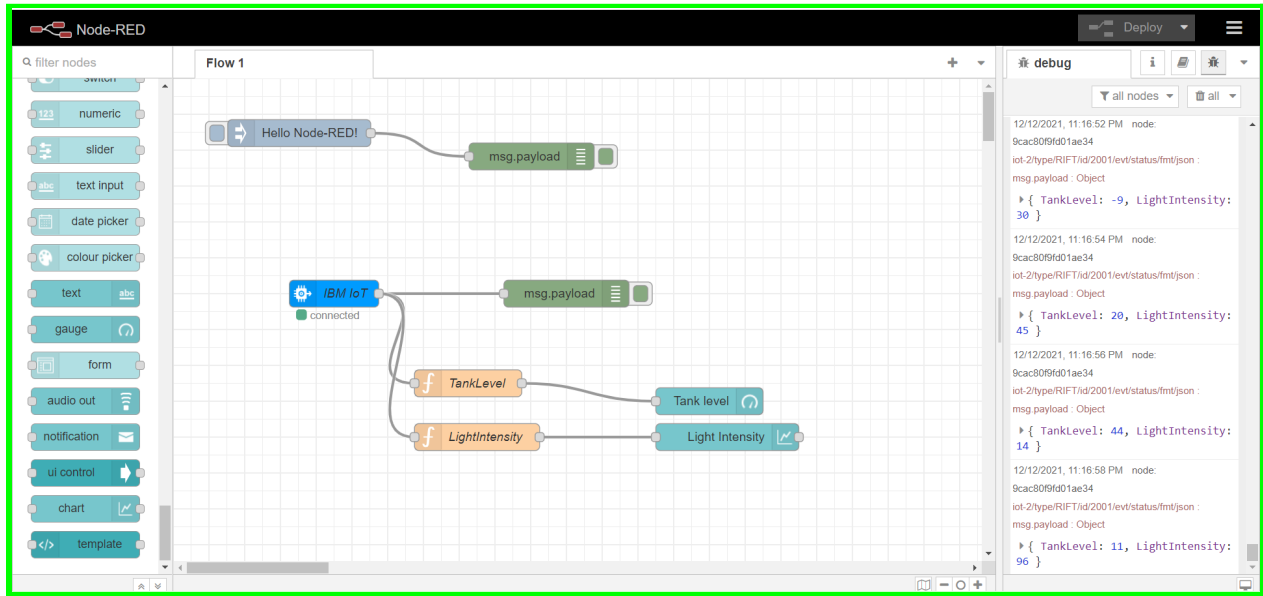 Node-RED
Deploy
filter nodes
switch
123 numeric
slider
abc text input
date picker
colour picker
text abc
gauge
form
audio out
notification
ui control
chart
</> template
Flow 1
Hello Node-RED!
msg.payload
IBM IoT
connected
msg.payload
f TankLevel
Tank level
f LightIntensity
Light Intensity
debug
i
all nodes
all
12/12/2021, 11:16:52 PM node:
9cac80f9fd01ae34
iot-2/type/RIFT/id/2001/evt/status/fmt/json :
msg.payload : Object
{ TankLevel: -9, LightIntensity:
30 }
12/12/2021, 11:16:54 PM node:
9cac80f9fd01ae34
iot-2/type/RIFT/id/2001/evt/status/fmt/json :
msg.payload : Object
{ TankLevel: 20, LightIntensity:
45 }
12/12/2021, 11:16:56 PM node:
9cac80f9fd01ae34
iot-2/type/RIFT/id/2001/evt/status/fmt/json :
msg.payload : Object
{ TankLevel: 44, LightIntensity:
14 }
12/12/2021, 11:16:58 PM node:
9cac80f9fd01ae34
iot-2/type/RIFT/id/2001/evt/status/fmt/json :
msg.payload : Object
{ TankLevel: 11, LightIntensity:
96 }